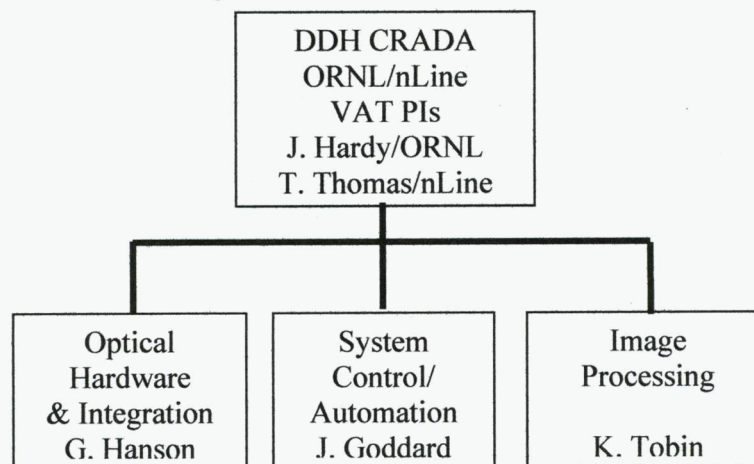 DDH CRADA
ORNL/nLine
VAT PIs
J. Hardy/ORNL
T. Thomas/nLine
Optical
Hardware
& Integration
G. Hanson
System
Control/
Automation
J. Goddard
Image
Processing
K. Tobin